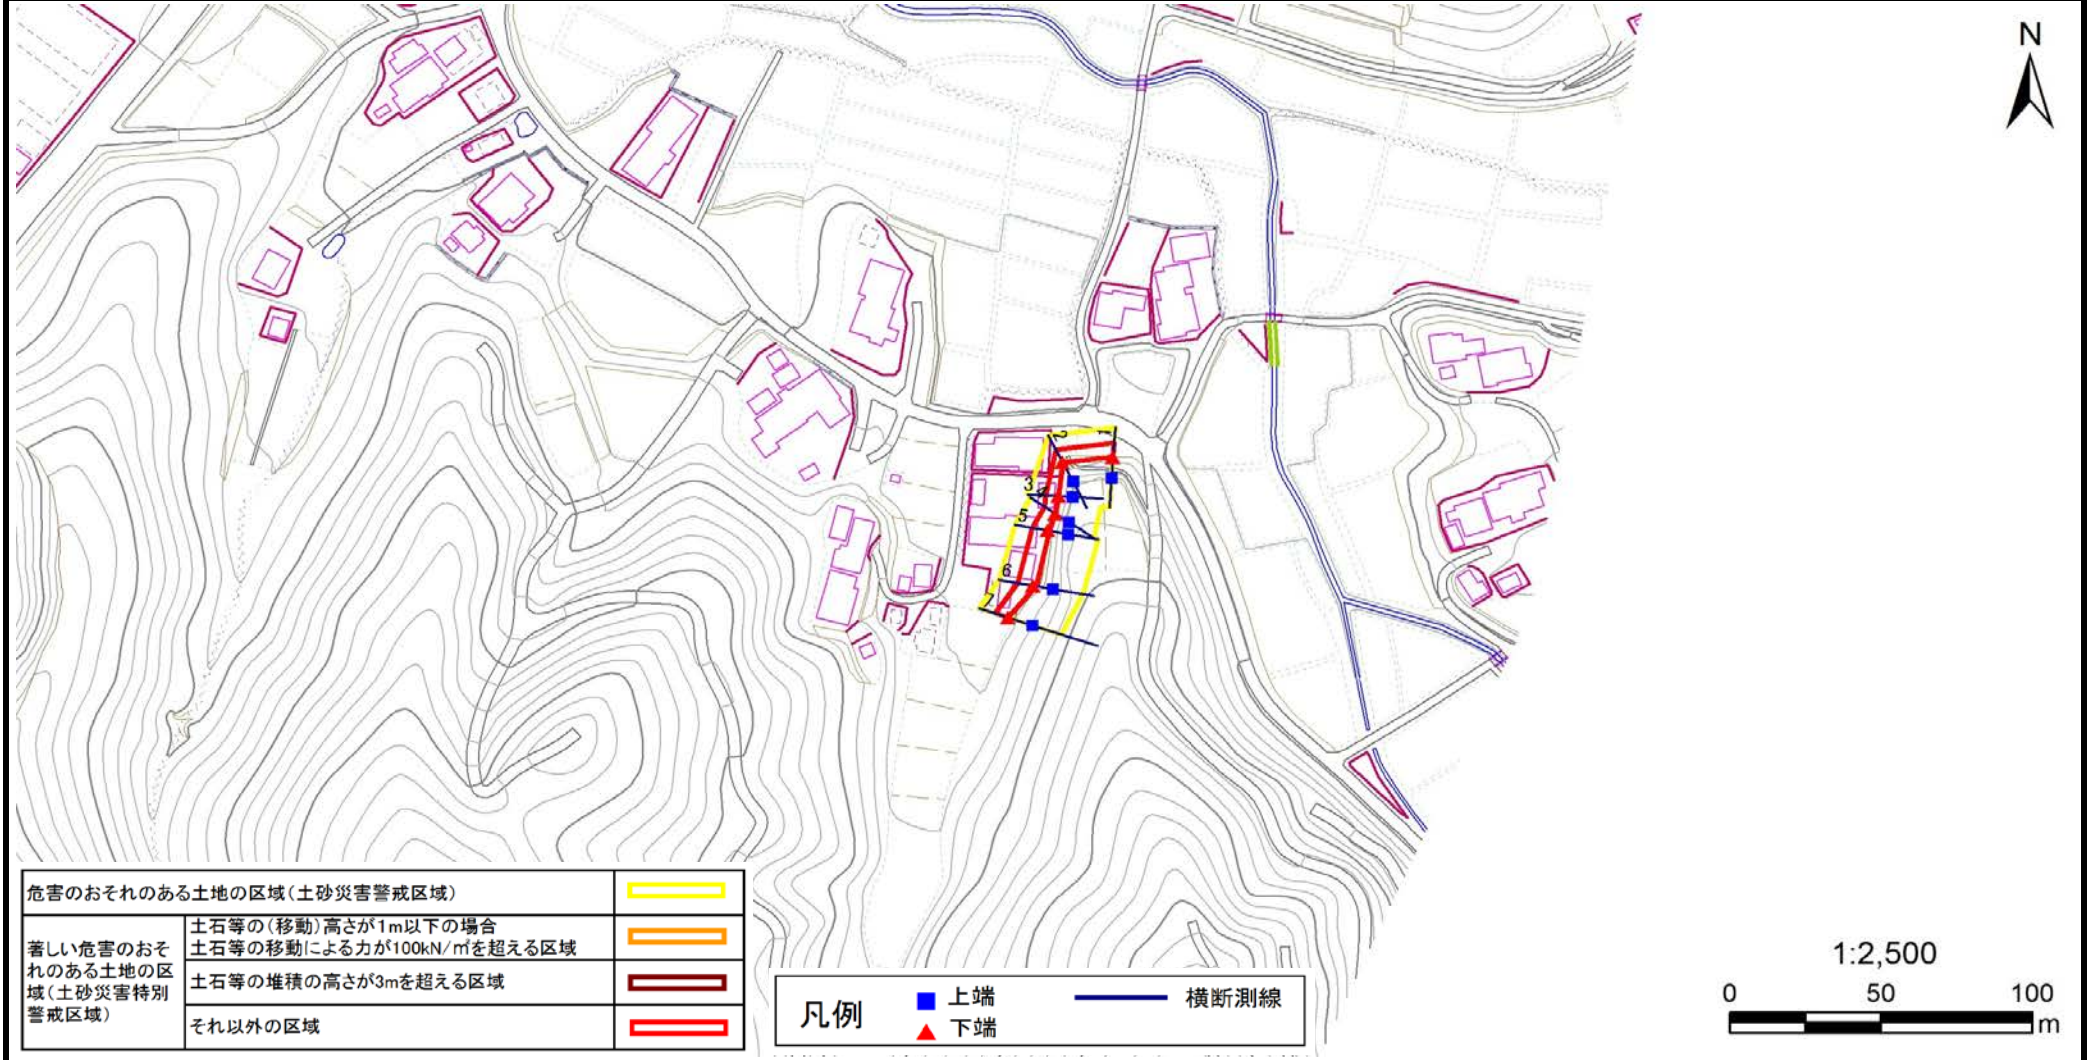 N
1
2
3
4
5
6
7
危害のおそれのある土地の区域(土砂災害警戒区域)
著しい危害のおそ
れのある土地の区
域(土砂災害特別
警戒区域)
土石等の(移動)高さが1m以下の場合
土石等の移動による力が100kN/㎡を超える区域
土石等の堆積の高さが3mを超える区域
それ以外の区域
凡例
上端
下端
横断測線
1:2,500
0 50 100
m